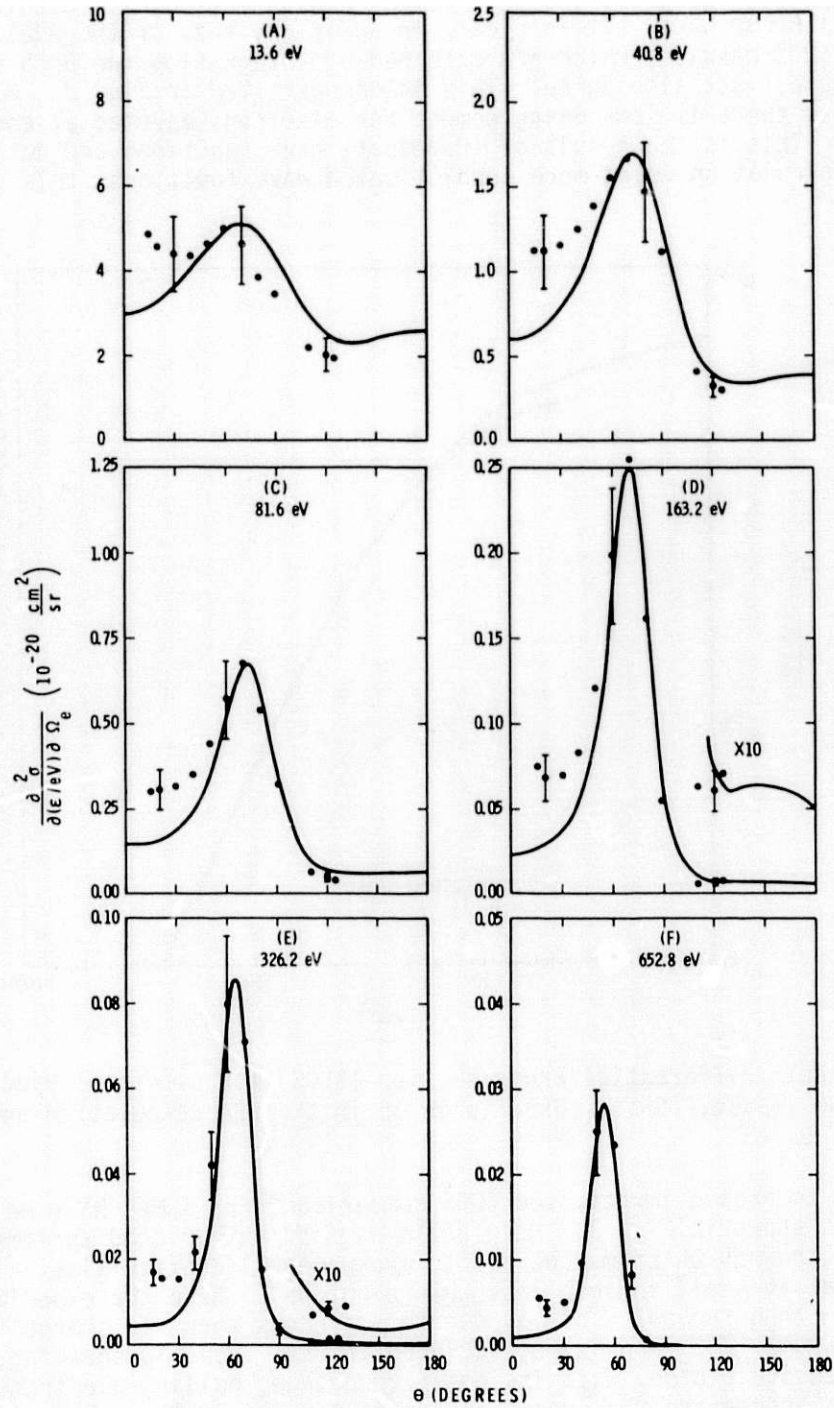 (A)
13.6 eV
10
8
6
4
2
0
(B)
40.8 eV
2.5
2.0
1.5
1.0
0.5
0.0
(C)
81.6 eV
1.25
1.00
0.75
0.50
0.25
0.00
(D)
163.2 eV
0.25
0.20
0.15
0.10
0.05
0.00
X10
∂²σ / ∂(ε/eV)∂Ωₑ (10⁻²⁰ cm²/sr)
(E)
326.2 eV
0.10
0.08
0.06
0.04
0.02
0.00
X10
0 30 60 90 120 150 180
(F)
652.8 eV
0.05
0.04
0.03
0.02
0.01
0.00
0 30 60 90 120 150 180
Θ (DEGREES)